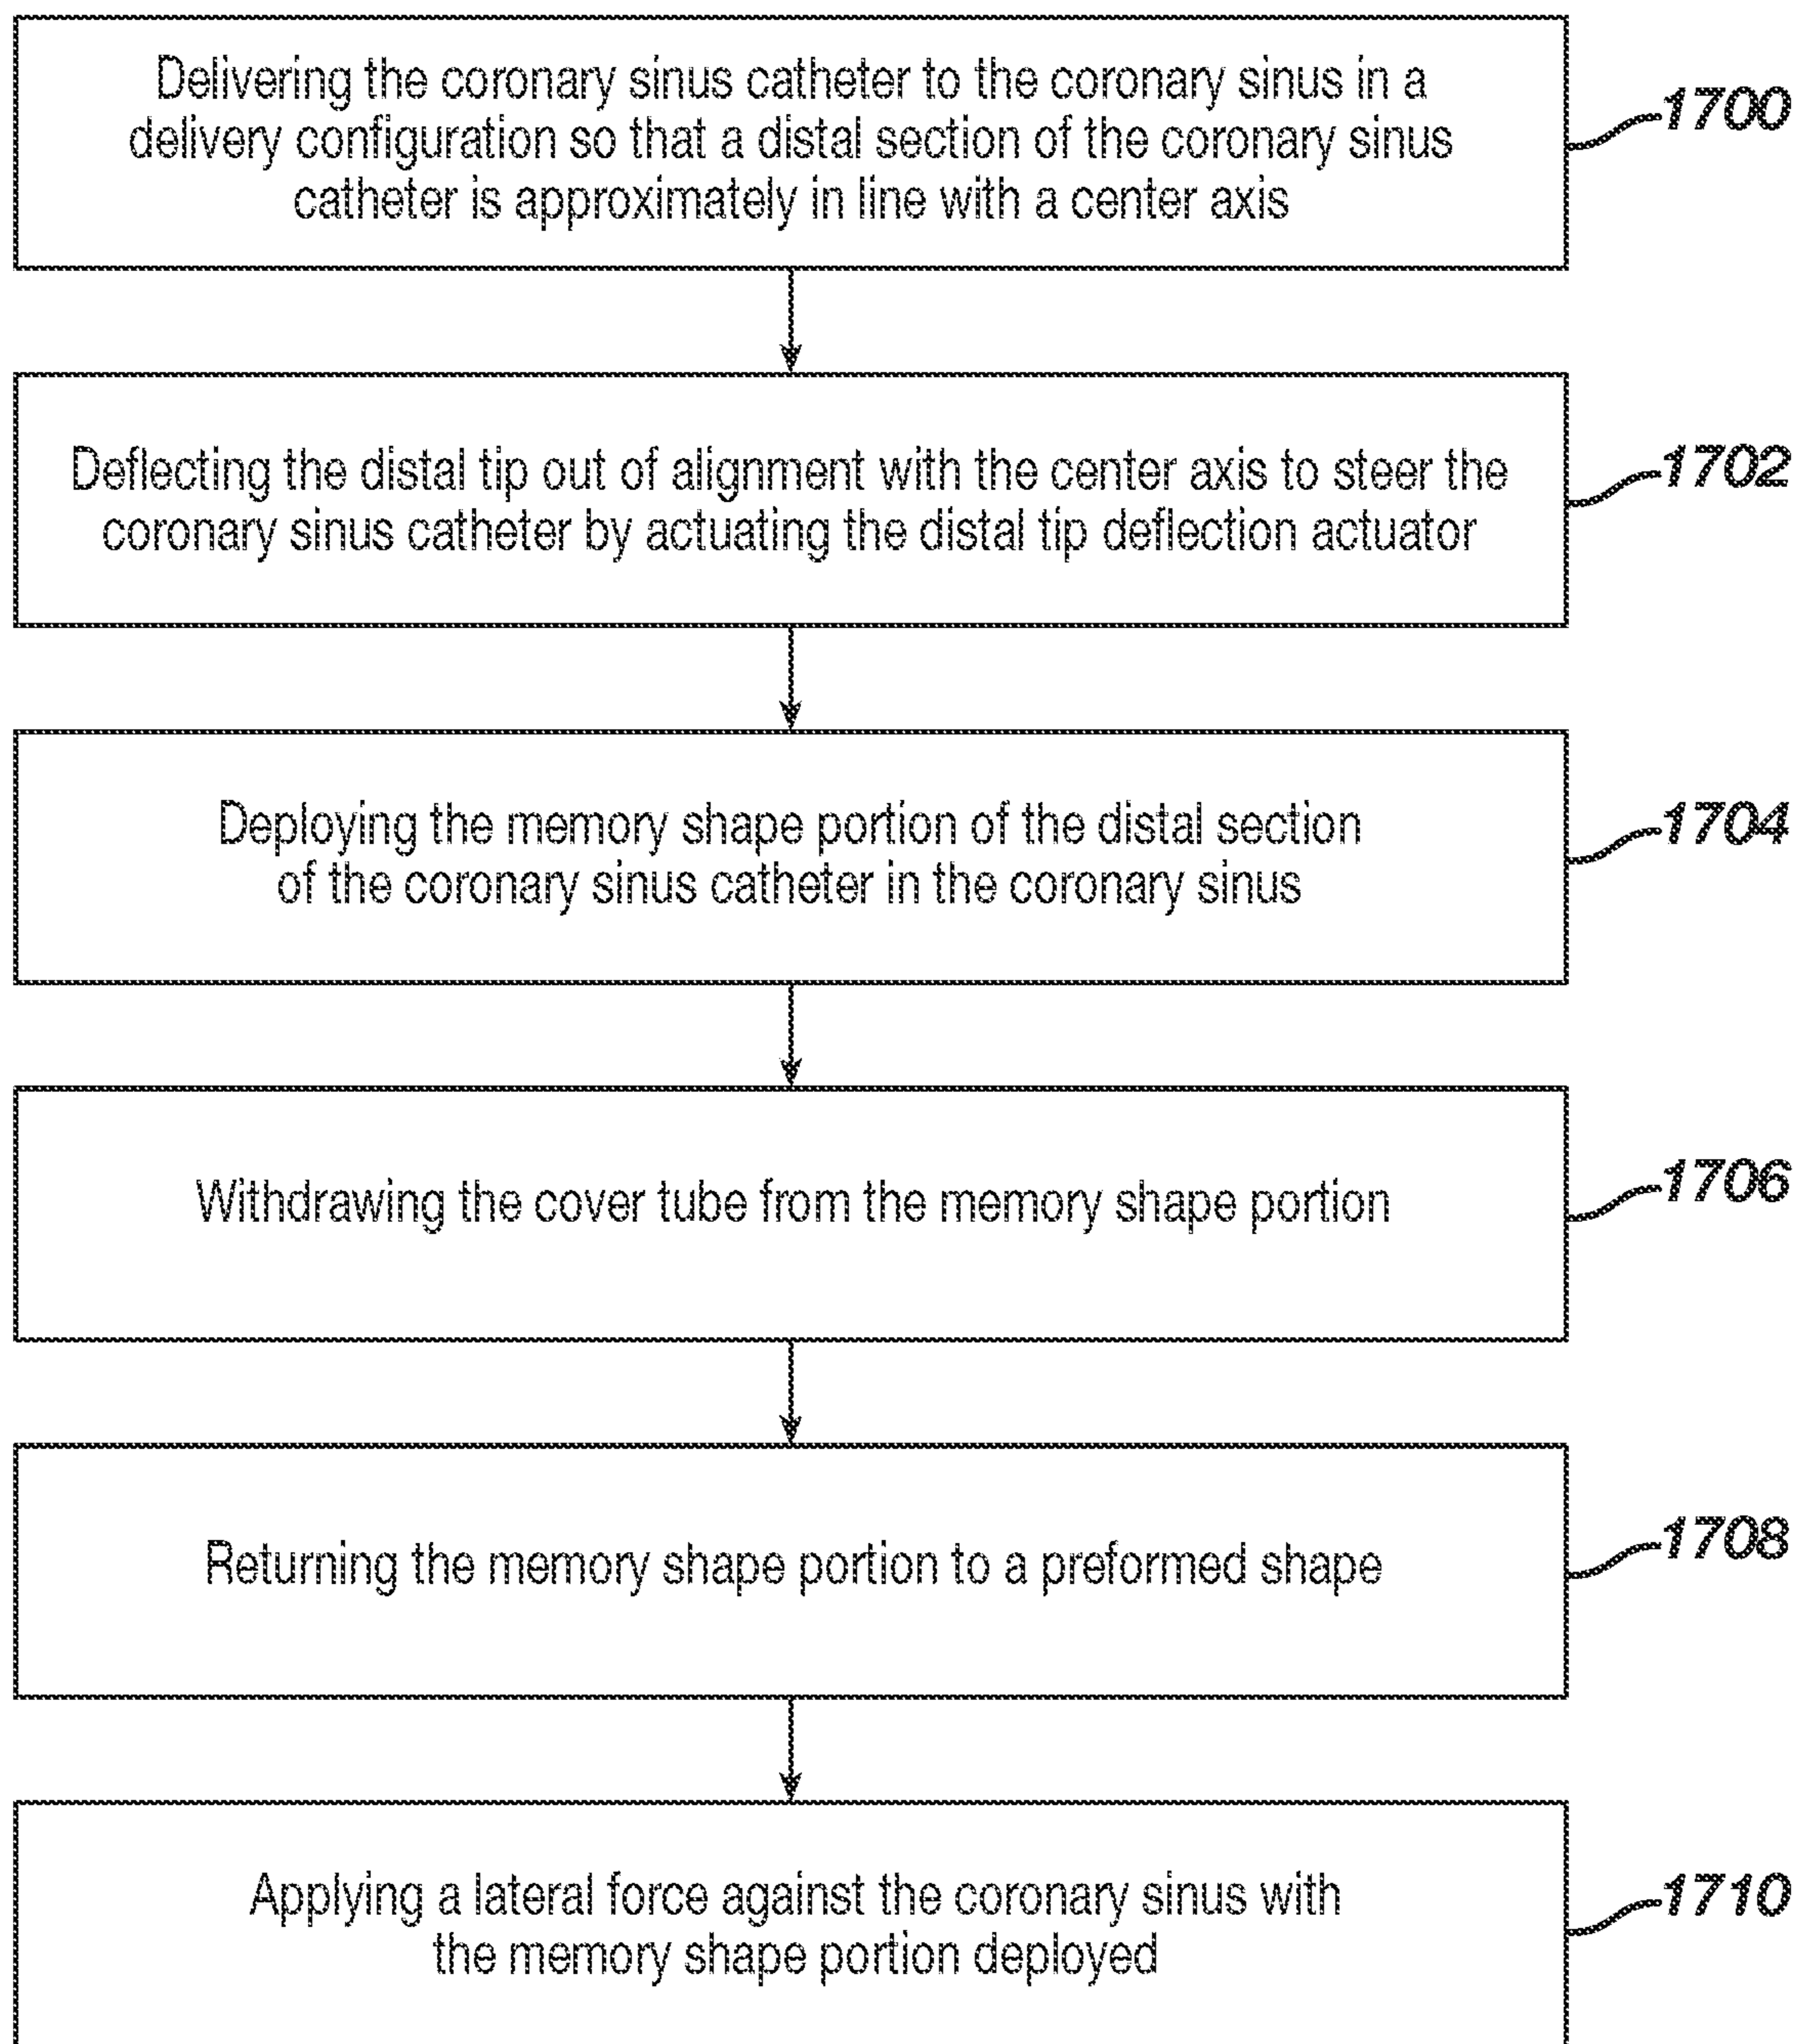 Delivering the coronary sinus catheter to the coronary sinus in a
delivery configuration so that a distal section of the coronary sinus
catheter is approximately in line with a center axis
1700
Deflecting the distal tip out of alignment with the center axis to steer the
coronary sinus catheter by actuating the distal tip deflection actuator
1702
Deploying the memory shape portion of the distal section
of the coronary sinus catheter in the coronary sinus
1704
Withdrawing the cover tube from the memory shape portion
1706
Returning the memory shape portion to a preformed shape
1708
Applying a lateral force against the coronary sinus with
the memory shape portion deployed
1710